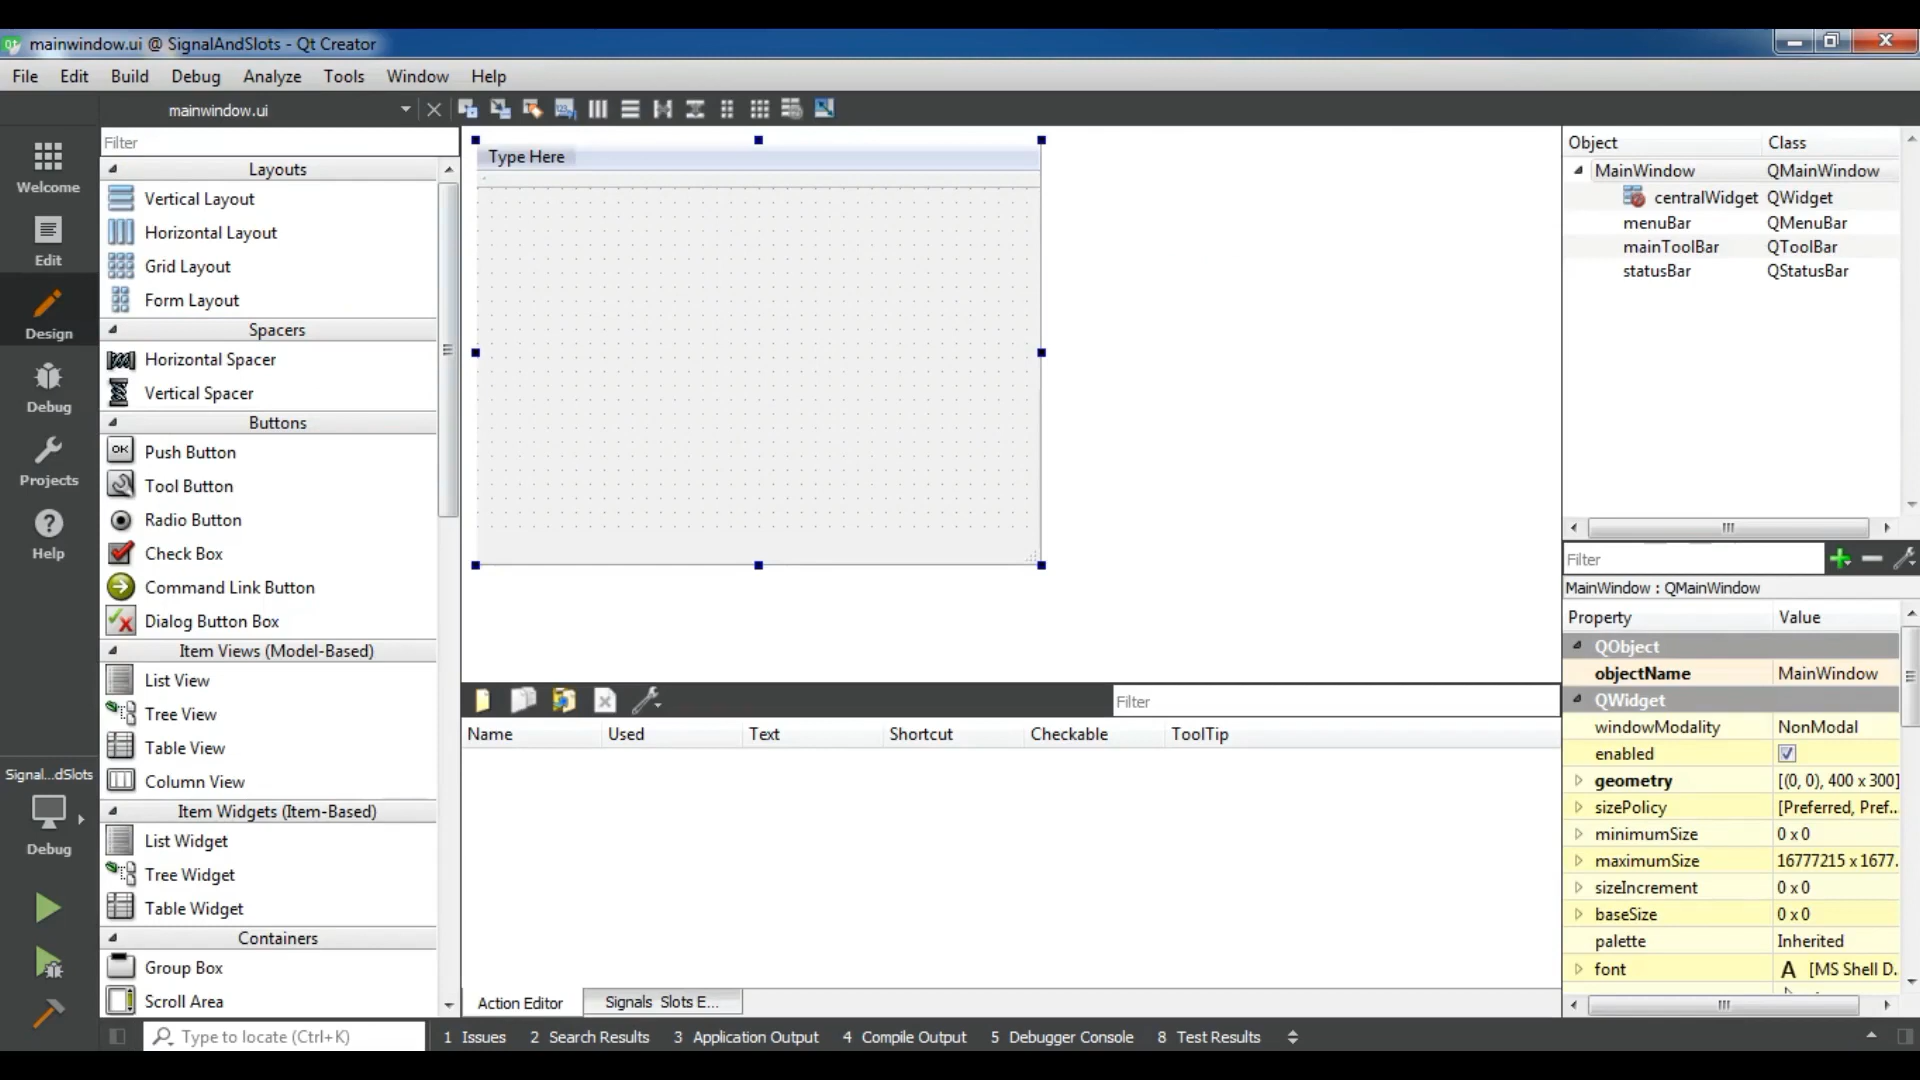 mainwindow.ui @ SignalAndSlots - Qt Creator
File Edit Build Debug Analyze Tools Window Help
mainwindow.ui
Filter
Welcome
Edit
Design
Debug
Projects
Help
Signal...dSlots
Debug
Layouts
Vertical Layout
Horizontal Layout
Grid Layout
Form Layout
Spacers
Horizontal Spacer
Vertical Spacer
Buttons
OK Push Button
Tool Button
Radio Button
Check Box
Command Link Button
Dialog Button Box
Item Views (Model-Based)
List View
Tree View
Table View
Column View
Item Widgets (Item-Based)
List Widget
Tree Widget
Table Widget
Containers
Group Box
Scroll Area
Type Here
Filter
Name Used Text Shortcut Checkable ToolTip
Action Editor Signals Slots E...
Object Class
MainWindow QMainWindow
centralWidget QWidget
menuBar QMenuBar
mainToolBar QToolBar
statusBar QStatusBar
Filter
MainWindow : QMainWindow
Property Value
QObject
objectName MainWindow
QWidget
windowModality NonModal
enabled
geometry [(0, 0), 400 x 300]
sizePolicy [Preferred, Pref...
minimumSize 0 x 0
maximumSize 16777215 x 1677.
sizeIncrement 0 x 0
baseSize 0 x 0
palette Inherited
font A [MS Shell D.
Type to locate (Ctrl+K) 1 Issues 2 Search Results 3 Application Output 4 Compile Output 5 Debugger Console 8 Test Results